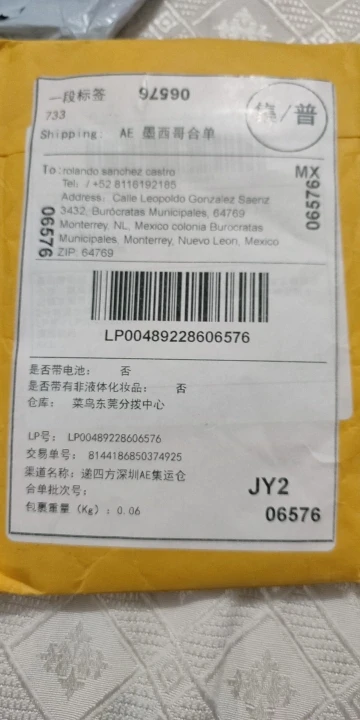 一段标签
06576
733
Shipping: AE 墨西哥合单
集/普
To: rolando sanchez castro
MX
Tel: / +52 8116192185
Address: Calle Leopoldo Gonzalez Saenz
3432, Burócratas Municipales, 64769
Monterrey, NL, Mexico colonia Burocratas
Municipales, Monterrey, Nuevo Leon, Mexico
ZIP: 64769
06576
06576
LP00489228606576
是否带电池: 否
是否带有非液体化妆品: 否
仓库: 菜鸟东莞分拨中心
LP号: LP00489228606576
交易单号: 8144186850374925
渠道名称: 递四方深圳AE集运仓
合单批次号:
包裹重量 (Kg): 0.06
JY2
06576